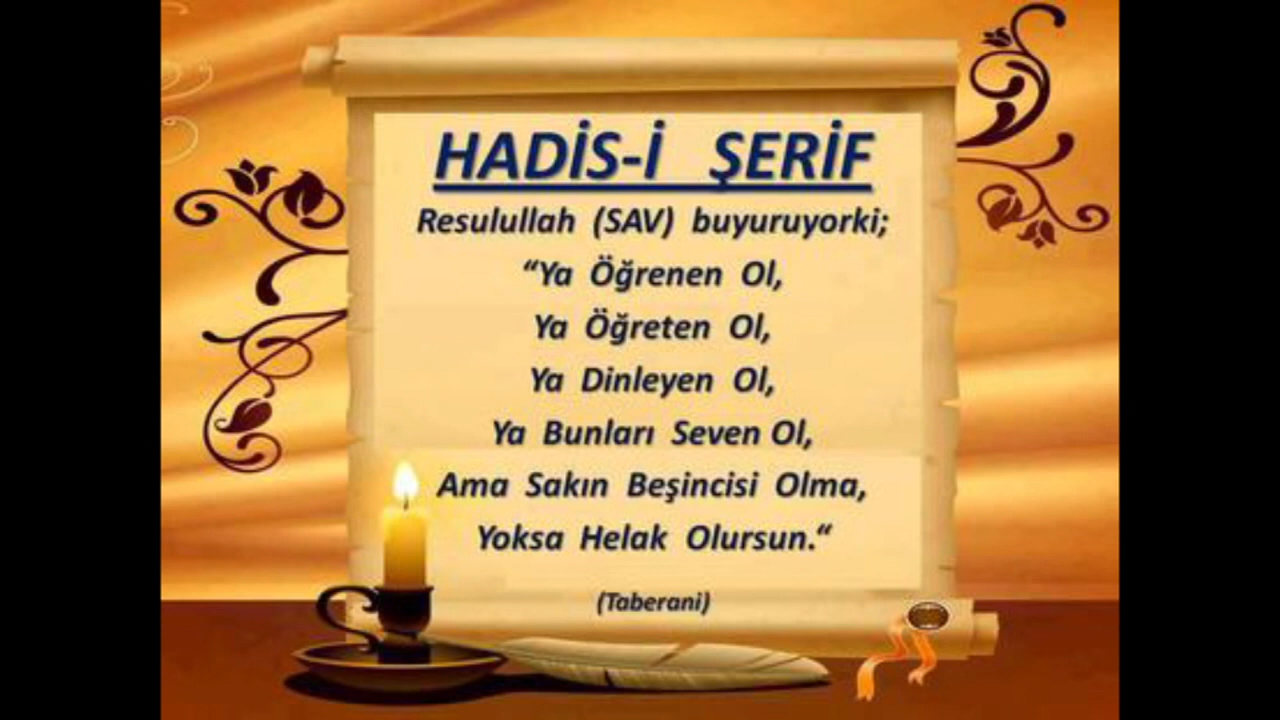 HADİS-İ ŞERİF
Resulullah (SAV) buyuruyorki;
“Ya Öğrenen Ol,
Ya Öğreten Ol,
Ya Dinleyen Ol,
Ya Bunları Seven Ol,
Ama Sakın Beşincisi Olma,
Yoksa Helak Olursun.“
(Taberani)